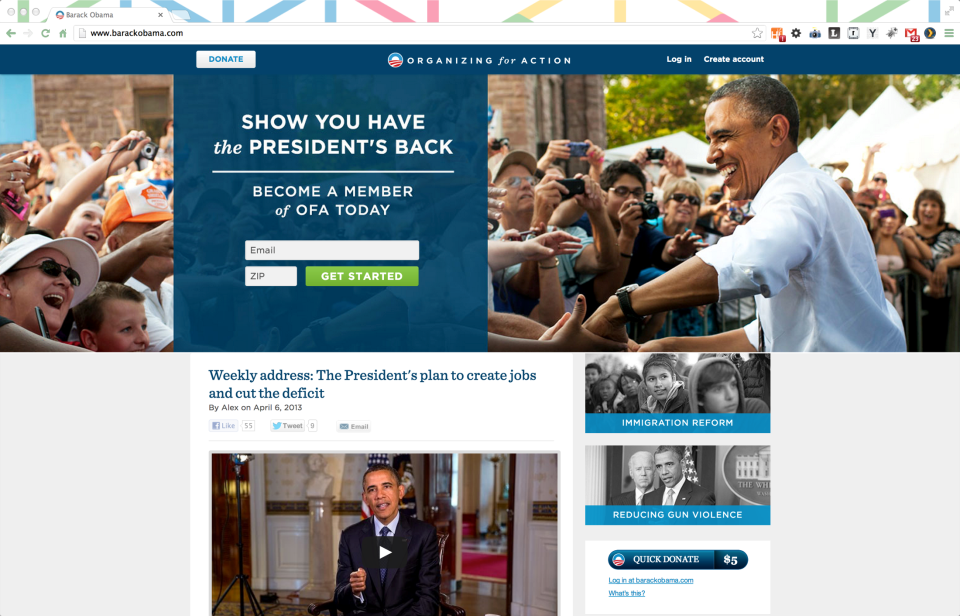 Barack Obama
www.barackobama.com
DONATE
ORGANIZING for ACTION
Log in
Create account
SHOW YOU HAVE
the PRESIDENT'S BACK
BECOME A MEMBER
of OFA TODAY
Email
ZIP
GET STARTED
Weekly address: The President's plan to create jobs
and cut the deficit
By Alex on April 6, 2013
Like 55 Tweet 9 Email
IMMIGRATION REFORM
THE WH
REDUCING GUN VIOLENCE
QUICK DONATE $5
Log in at barackobama.com
What's this?